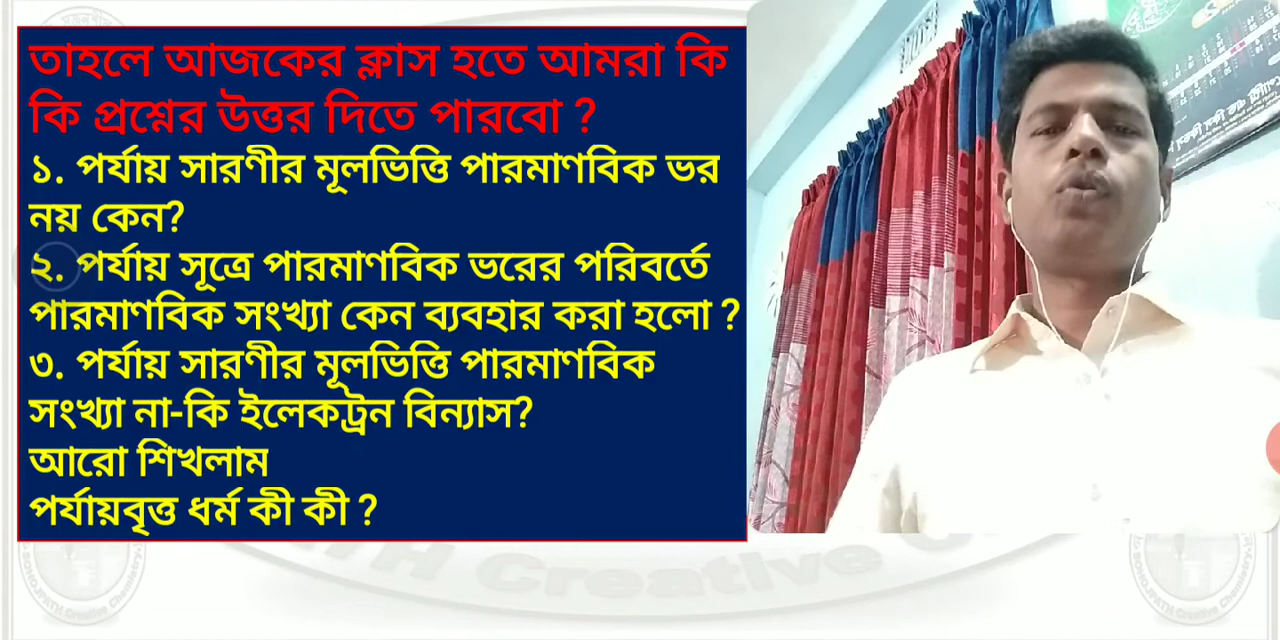 তাহলে আজকের ক্লাস হতে আমরা কি
কি প্রশ্নের উত্তর দিতে পারবো ?
১. পর্যায় সারণীর মূলভিত্তি পারমাণবিক ভর
নয় কেন?
২. পর্যায় সূত্রে পারমাণবিক ভরের পরিবর্তে
পারমাণবিক সংখ্যা কেন ব্যবহার করা হলো ?
৩. পর্যায় সারণীর মূলভিত্তি পারমাণবিক
সংখ্যা না-কি ইলেকট্রন বিন্যাস?
আরো শিখলাম
পর্যায়বৃত্ত ধর্ম কী কী ?
Creative